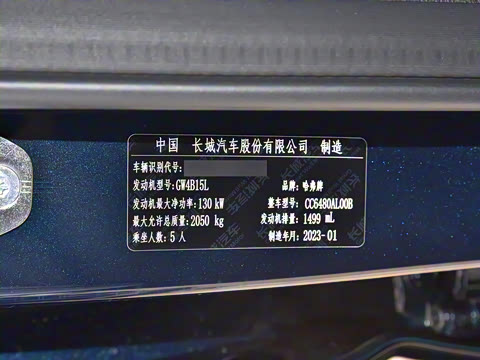 中国 长城汽车股份有限公司 制造
车辆识别代号:
发动机型号:GW4B15L 品牌:哈弗牌
发动机最大净功率:130 kW 整车型号:CC6480AL00B
最大允许总质量:2050 kg 发动机排量:1499 mL
乘坐人数:5 人 制造年月:2023-01